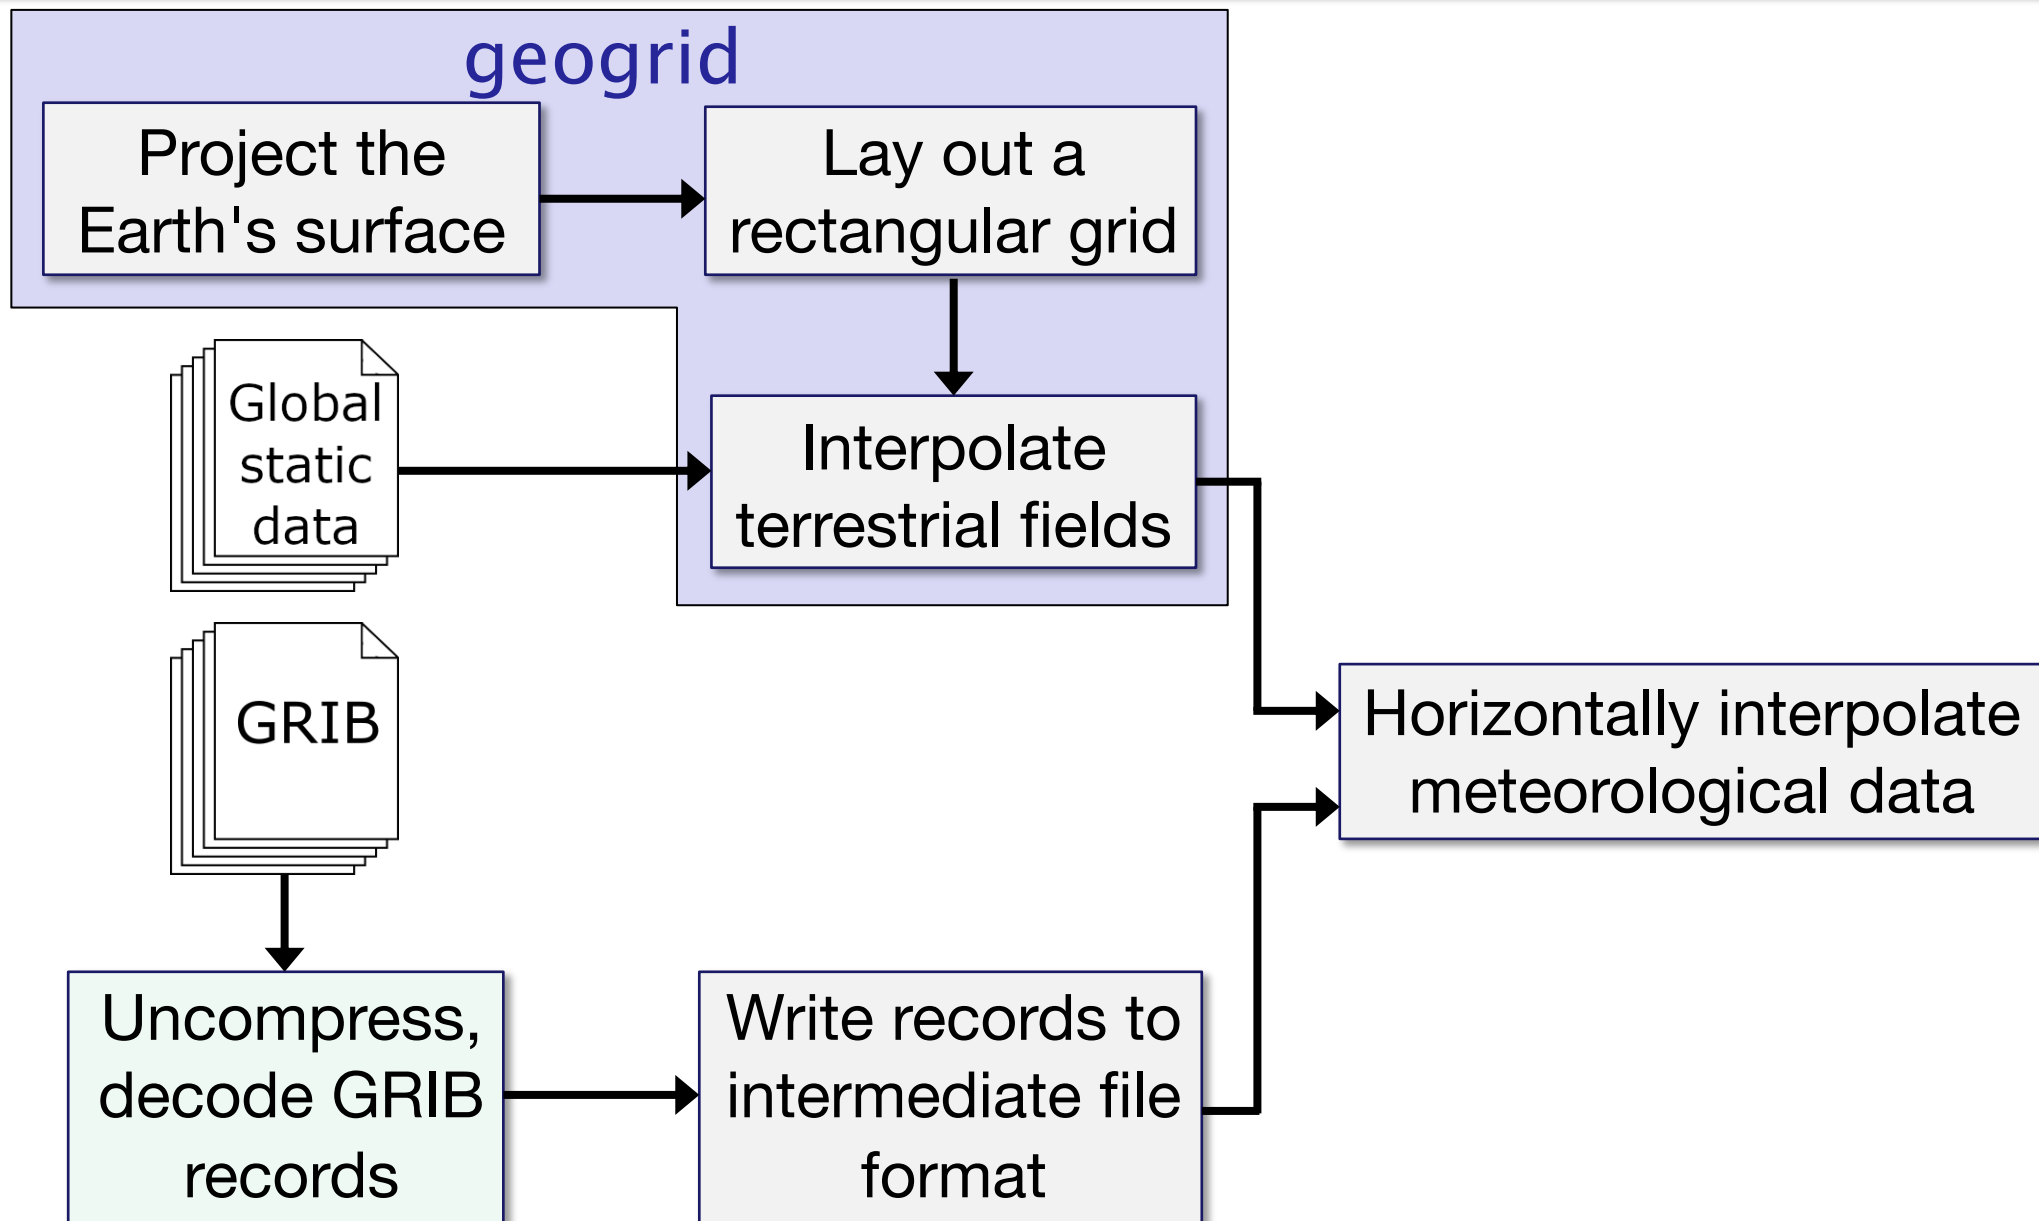 geogrid
Project the
Earth's surface
Lay out a
rectangular grid
Global
static
data
Interpolate
terrestrial fields
GRIB
Horizontally interpolate
meteorological data
Uncompress,
decode GRIB
records
Write records to
intermediate file
format